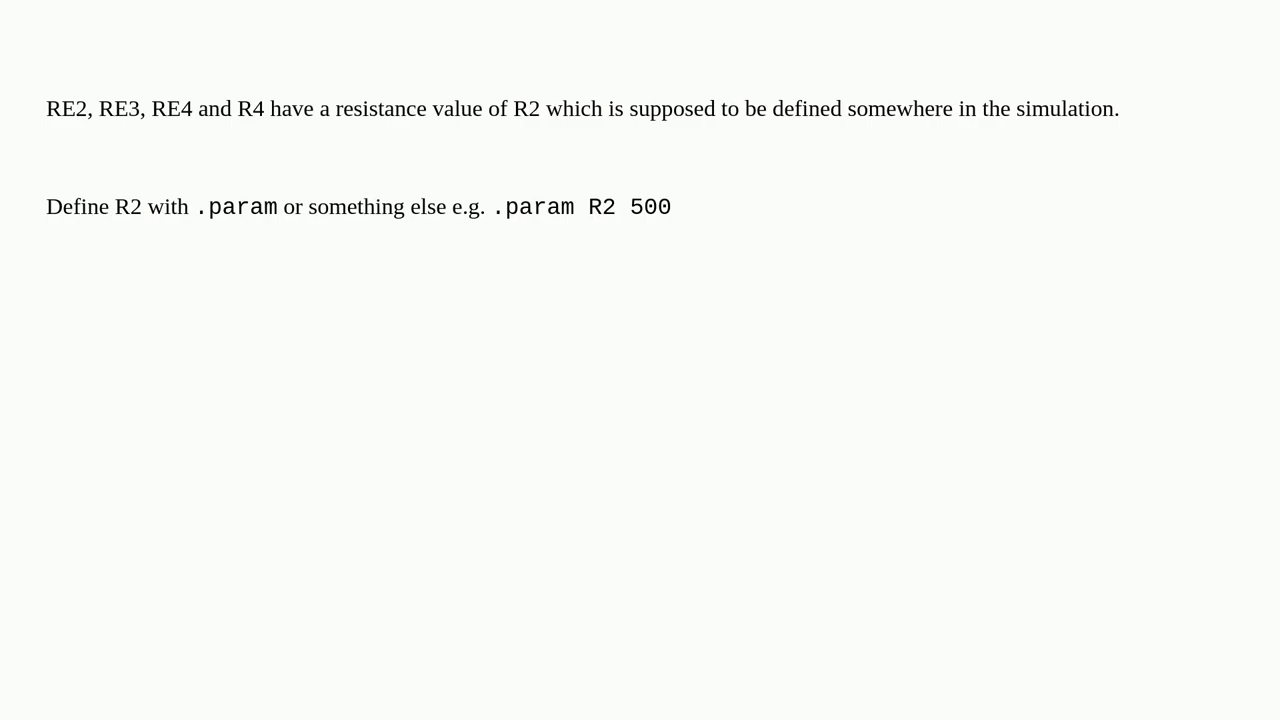 RE2, RE3, RE4 and R4 have a resistance value of R2 which is supposed to be defined somewhere in the simulation.
Define R2 with .param or something else e.g. .param R2 500